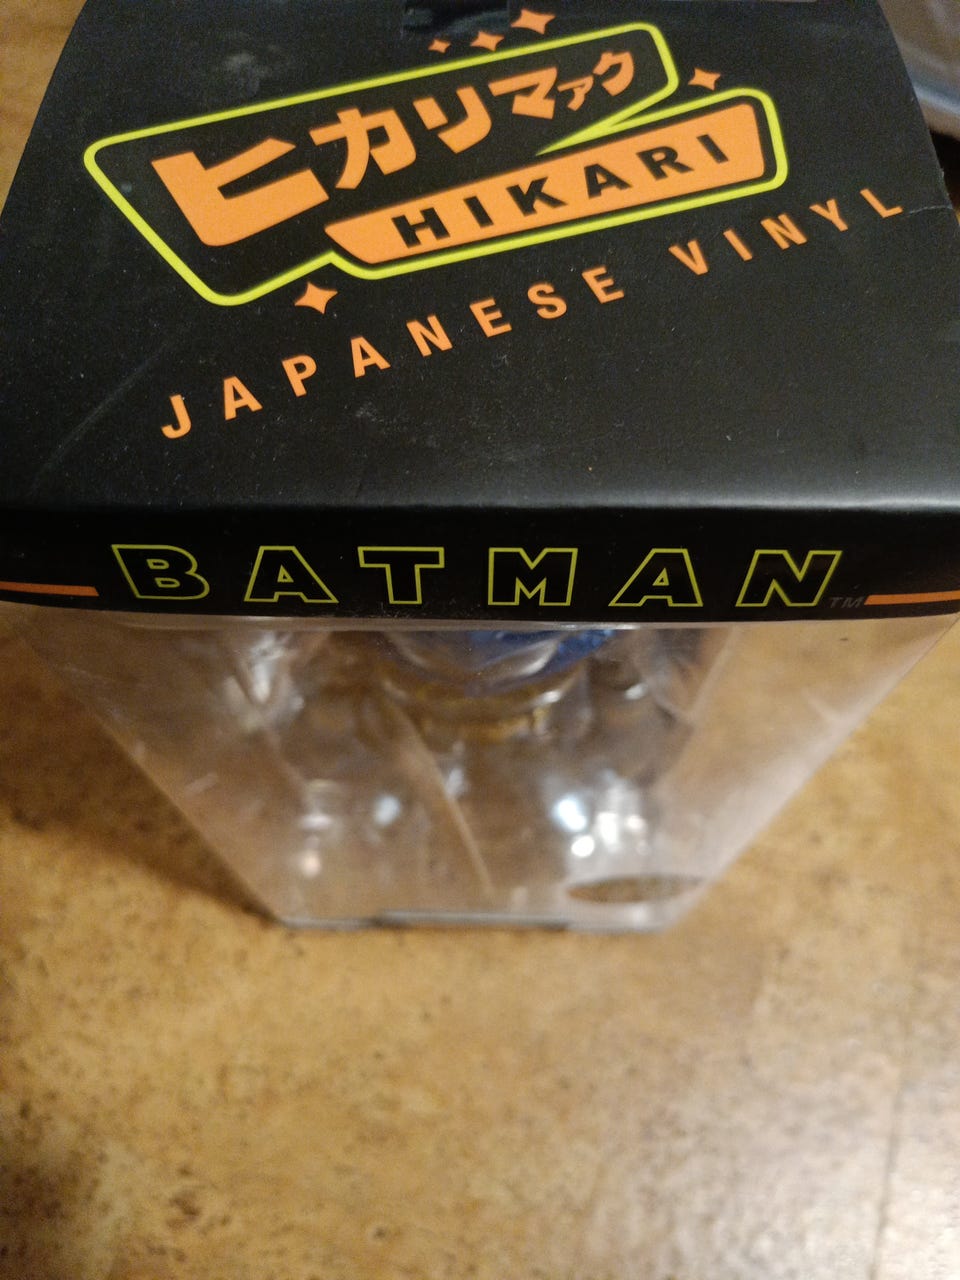 ヒカリマァク
HIKARI
JAPANESE VINYL
BATMAN™